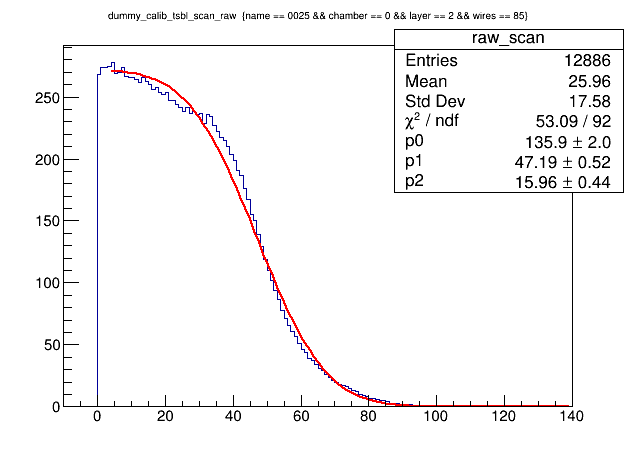 dummy_calib_tsbl_scan_raw {name == 0025 && chamber == 0 && layer == 2 && wires == 85}
raw_scan
Entries 12886
Mean 25.96
Std Dev 17.58
χ² / ndf 53.09 / 92
p0 135.9 ± 2.0
p1 47.19 ± 0.52
p2 15.96 ± 0.44
250
200
150
100
50
0
0 20 40 60 80 100 120 140